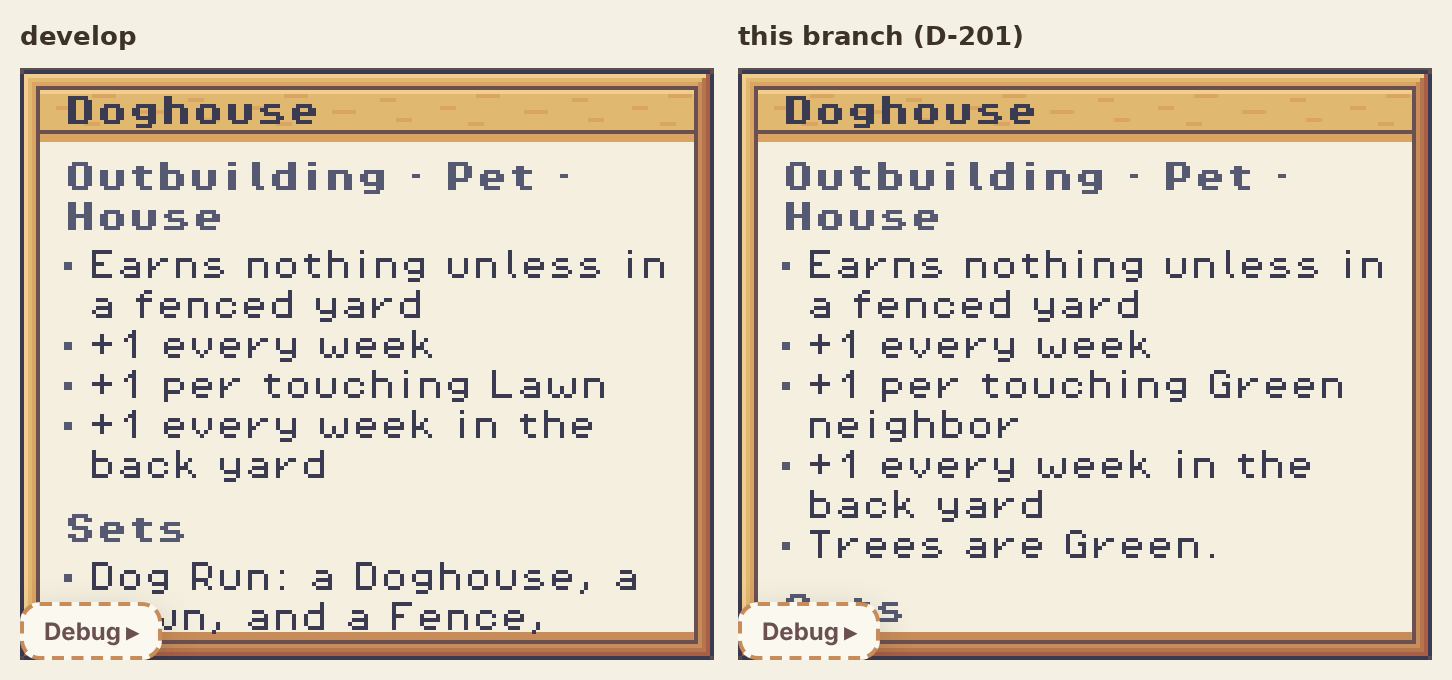 develop
Doghouse
Outbuilding · Pet ·
House
▪ Earns nothing unless in
a fenced yard
▪ +1 every week
▪ +1 per touching Lawn
▪ +1 every week in the
back yard
Sets
▪ Dog Run: a Doghouse, a
and a Fence,
Debug ▸
this branch (D-201)
Doghouse
Outbuilding · Pet ·
House
▪ Earns nothing unless in
a fenced yard
▪ +1 every week
▪ +1 per touching Green
neighbor
▪ +1 every week in the
back yard
▪ Trees are Green.
Debug ▸